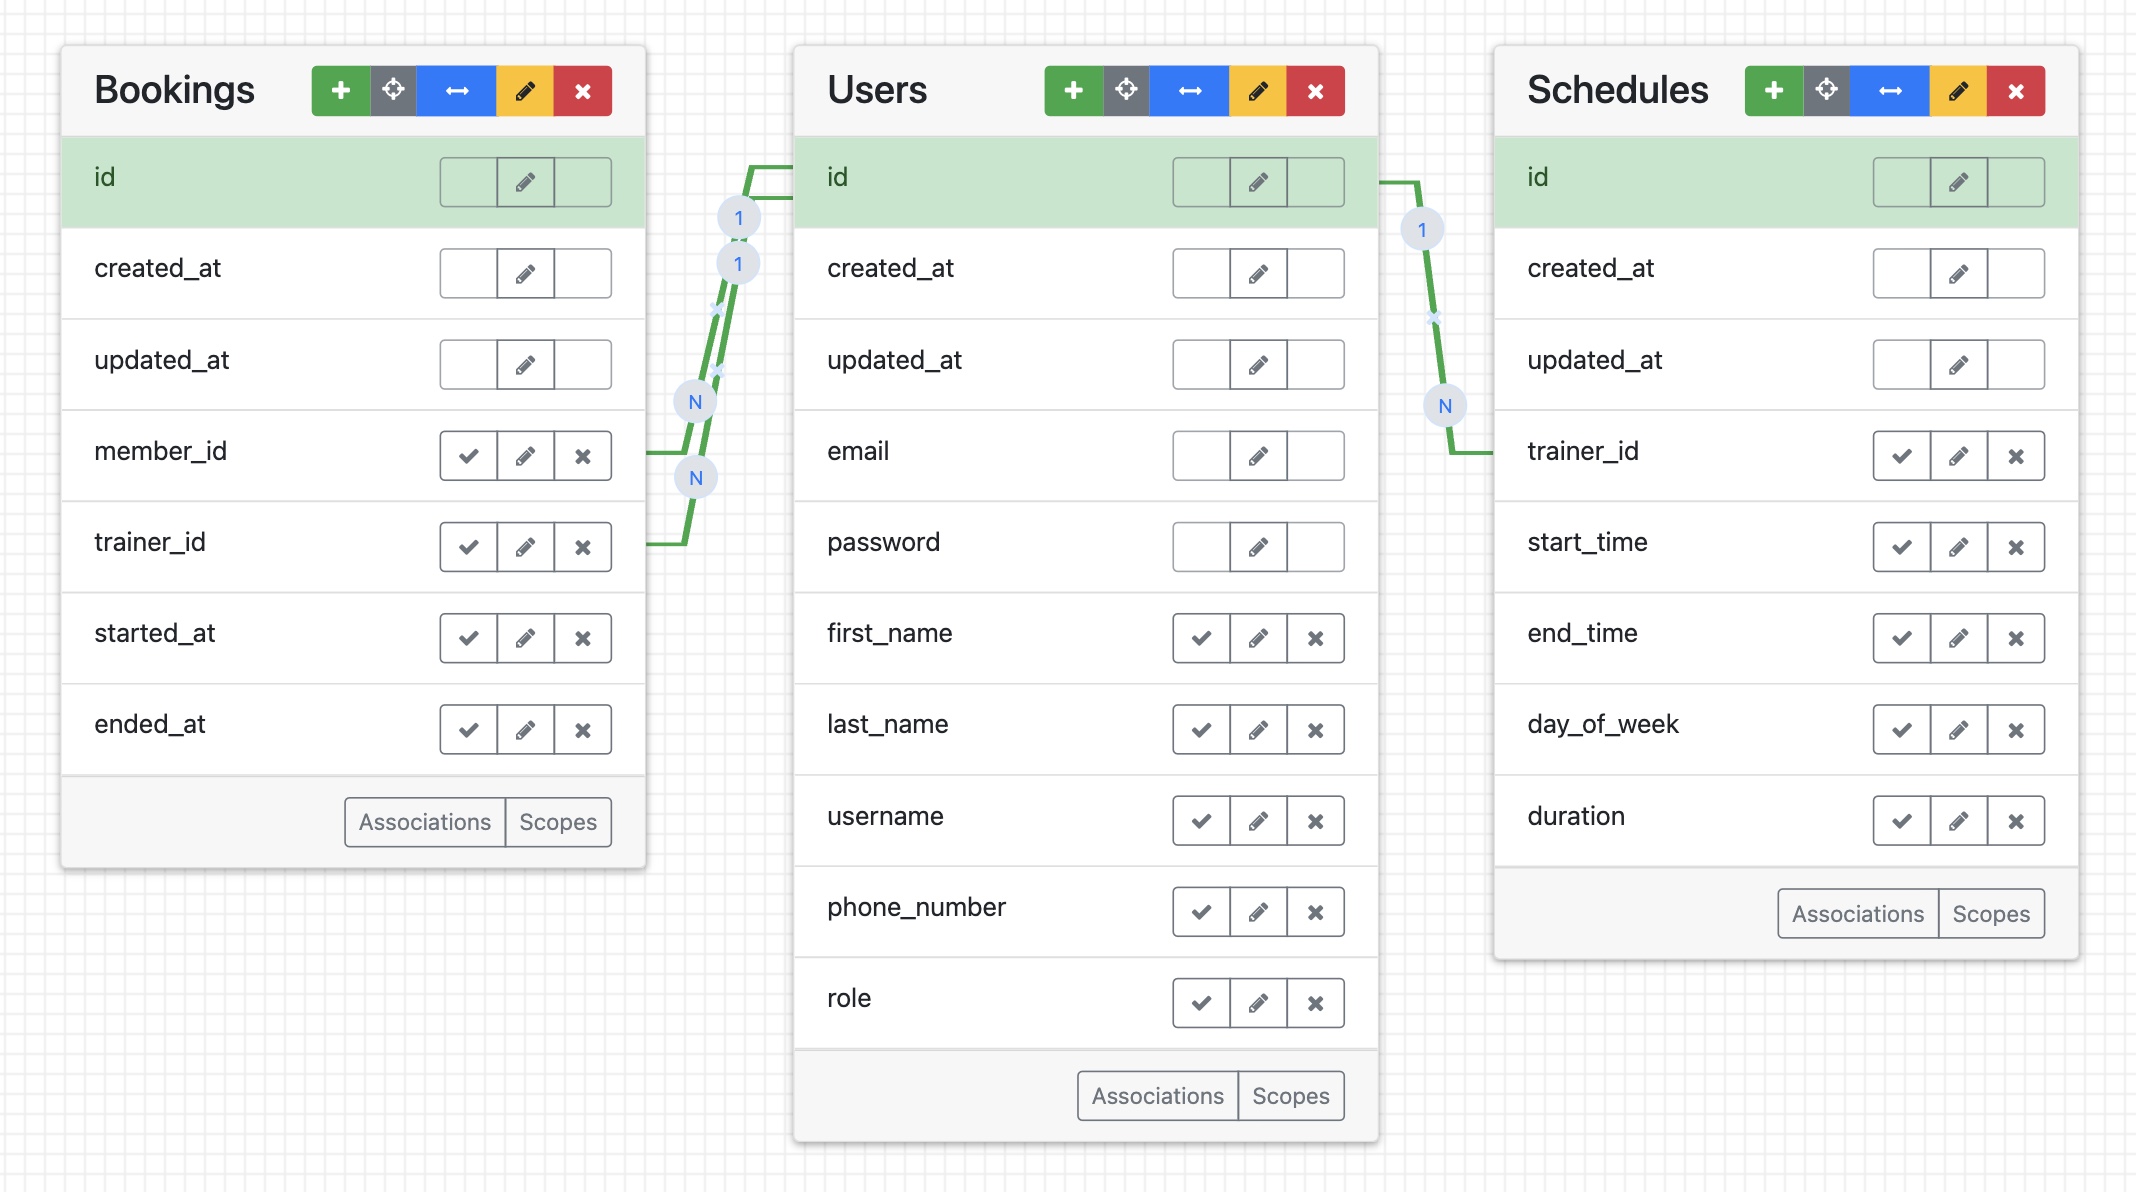 Bookings
id
created_at
updated_at
member_id
trainer_id
started_at
ended_at
Associations
Scopes
1
1
N
N
Users
id
created_at
updated_at
email
password
first_name
last_name
username
phone_number
role
Associations
Scopes
1
N
Schedules
id
created_at
updated_at
trainer_id
start_time
end_time
day_of_week
duration
Associations
Scopes